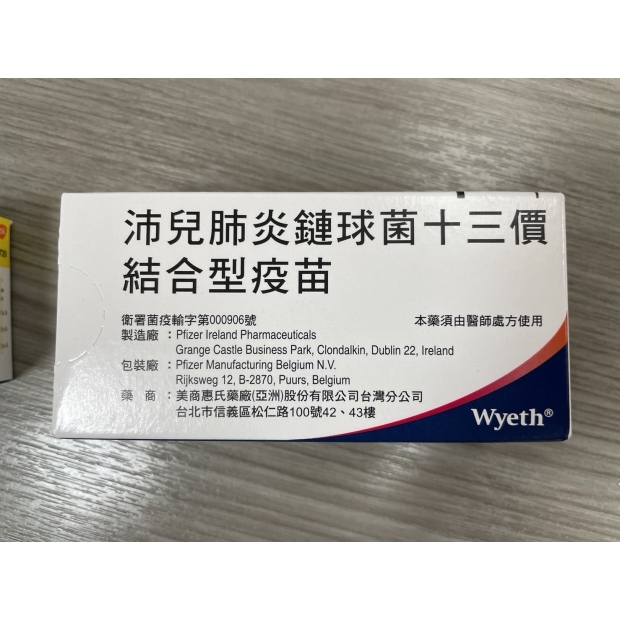 沛兒肺炎鏈球菌十三價
結合型疫苗
衛署菌疫輸字第000906號 本藥須由醫師處方使用
製造廠：Pfizer Ireland Pharmaceuticals
Grange Castle Business Park, Clondalkin, Dublin 22, Ireland
包裝廠：Pfizer Manufacturing Belgium N.V.
Rijksweg 12, B-2870, Puurs, Belgium
藥 商：美商惠氏藥廠(亞洲)股份有限公司台灣分公司
台北市信義區松仁路100號42、43樓
Wyeth®